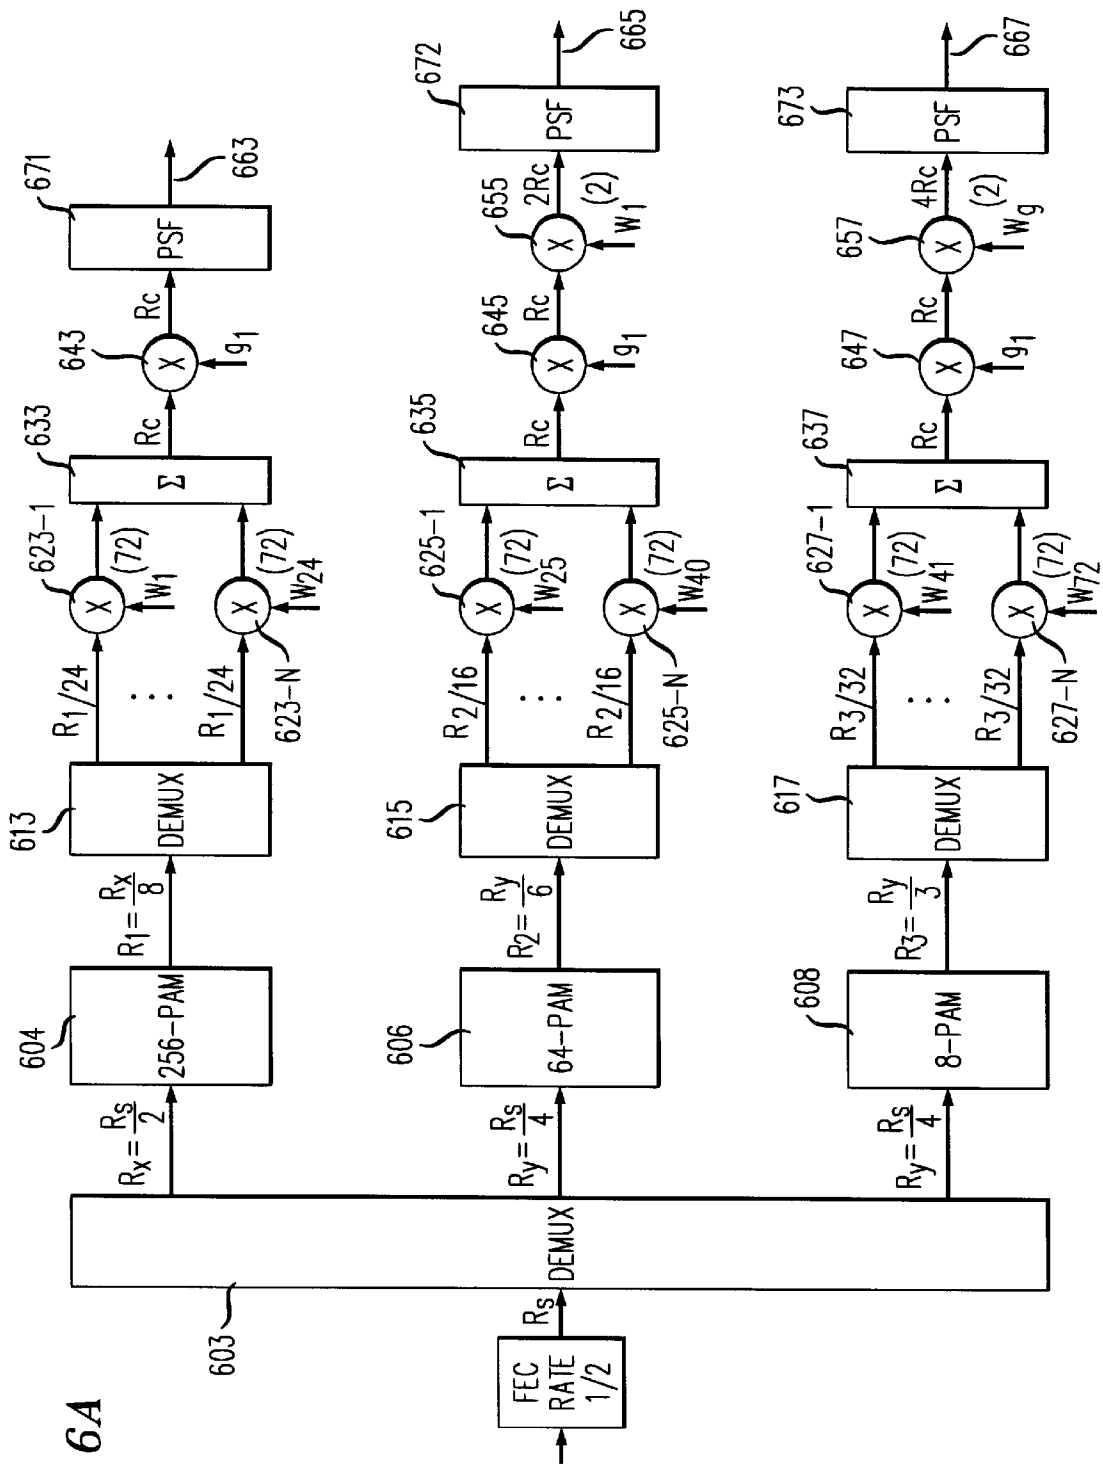 6A
FEC
RATE
1/2
Rs
603
DEMUX
Rx = Rs/2
604
256-PAM
R1 = Rx/8
613
DEMUX
R1/24
...
R1/24
623-1
X
W1
(72)
623-N
X
W24
(72)
633
Σ
Rc
643
X
g1
Rc
671
PSF
663
Ry = Rs/4
606
64-PAM
R2 = Ry/6
615
DEMUX
R2/16
...
R2/16
625-1
X
W25
(72)
625-N
X
W40
(72)
635
Σ
Rc
645
X
g1
Rc
655
X
W1
(2)
2Rc
672
PSF
665
Ry = Rs/4
608
8-PAM
R3 = Ry/3
617
DEMUX
R3/32
...
R3/32
627-1
X
W41
(72)
627-N
X
W72
(72)
637
Σ
Rc
647
X
g1
Rc
657
X
Wg
(2)
4Rc
673
PSF
667